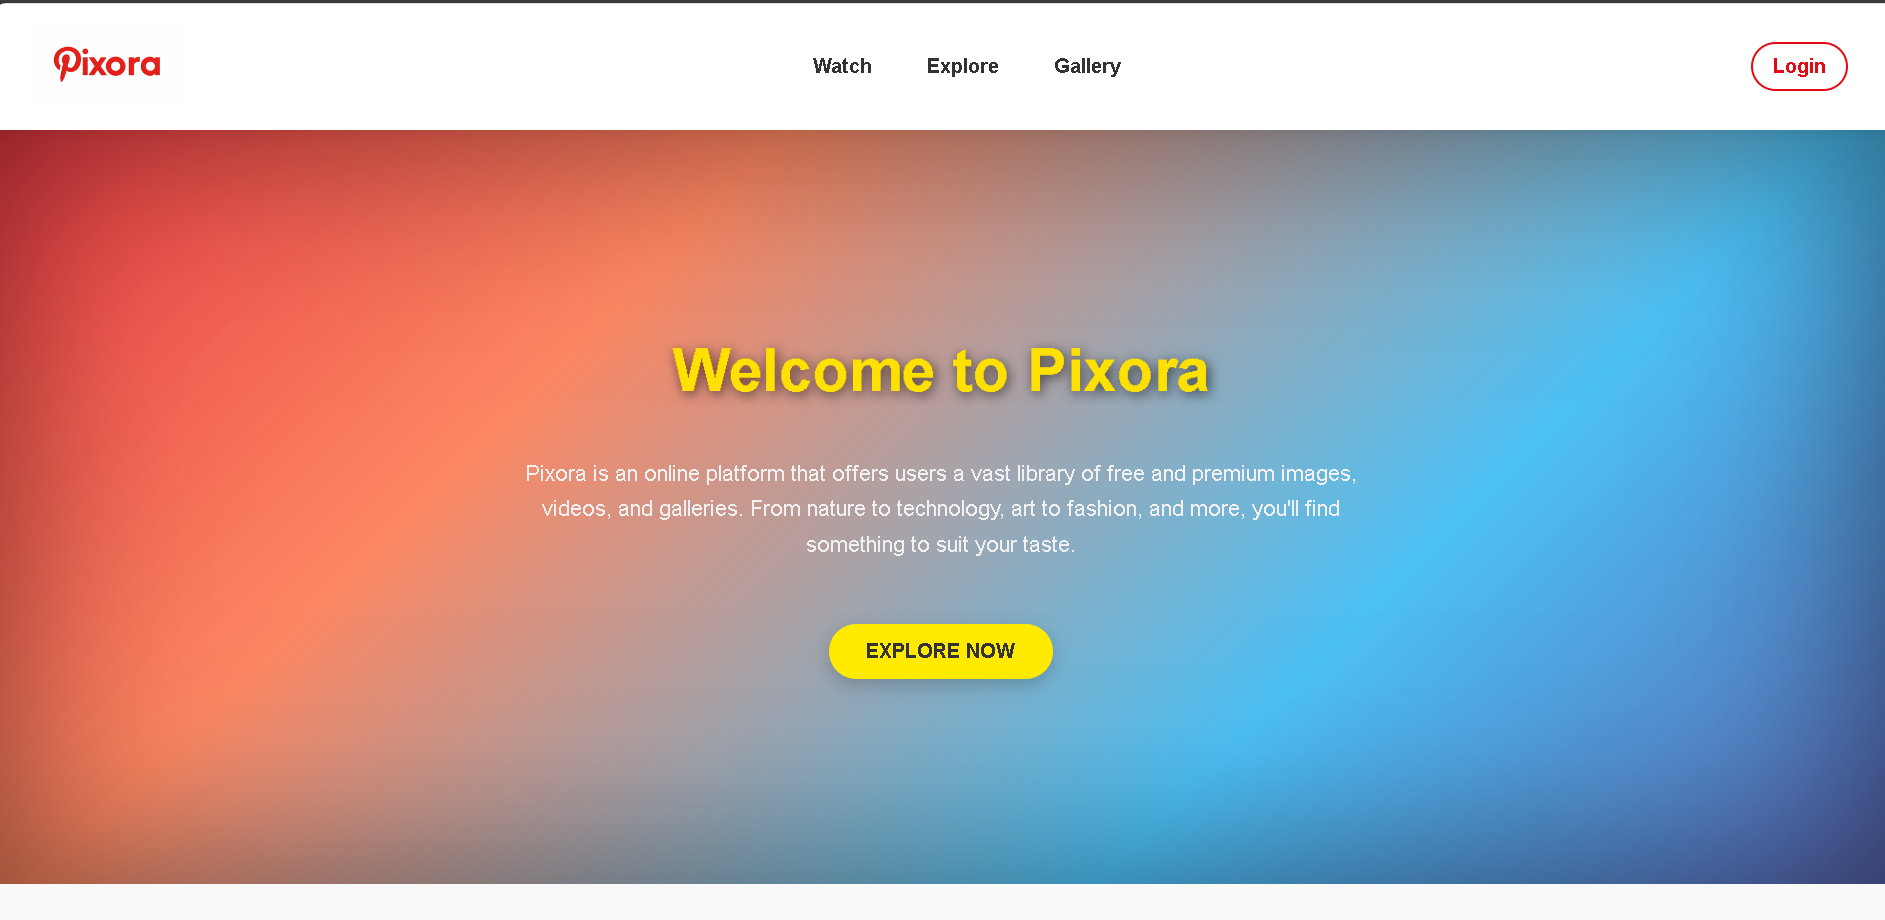 Pixora
Watch Explore Gallery
Login
Welcome to Pixora
Pixora is an online platform that offers users a vast library of free and premium images,
videos, and galleries. From nature to technology, art to fashion, and more, you'll find
something to suit your taste.
EXPLORE NOW